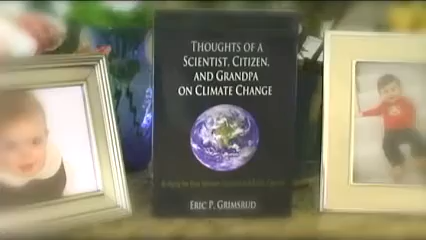 THOUGHTS OF A
SCIENTIST, CITIZEN,
AND GRANDPA
ON CLIMATE CHANGE
ERIC P. GRIMSRUD